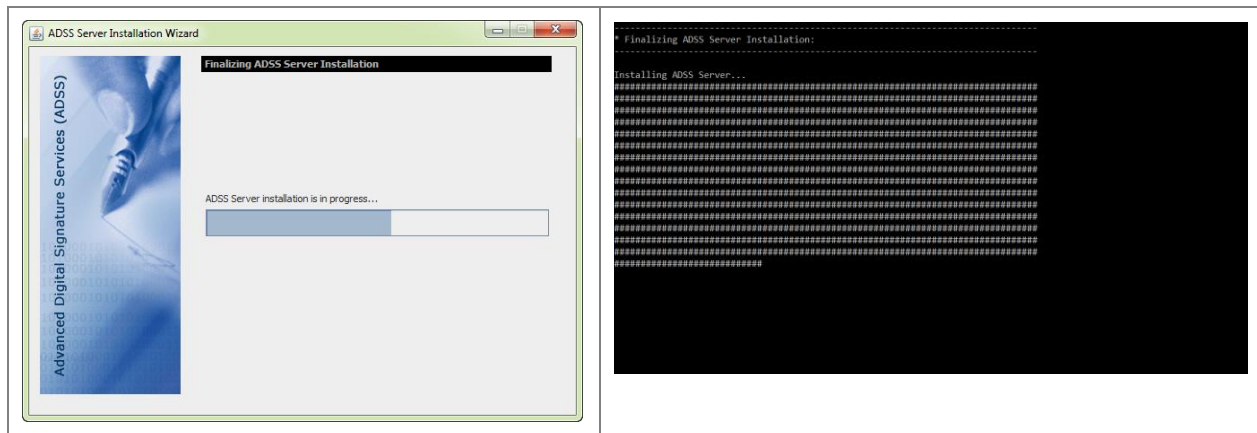 ADSS Server Installation Wizard
Advanced Digital Signature Services (ADSS)
Finalizing ADSS Server Installation
ADSS Server installation is in progress...
--------------------------------------------------------------------------------
* Finalizing ADSS Server Installation:
--------------------------------------------------------------------------------
Installing ADSS Server...
################################################################################
################################################################################
################################################################################
################################################################################
################################################################################
################################################################################
################################################################################
################################################################################
################################################################################
################################################################################
################################################################################
################################################################################
################################################################################
################################################################################
############################